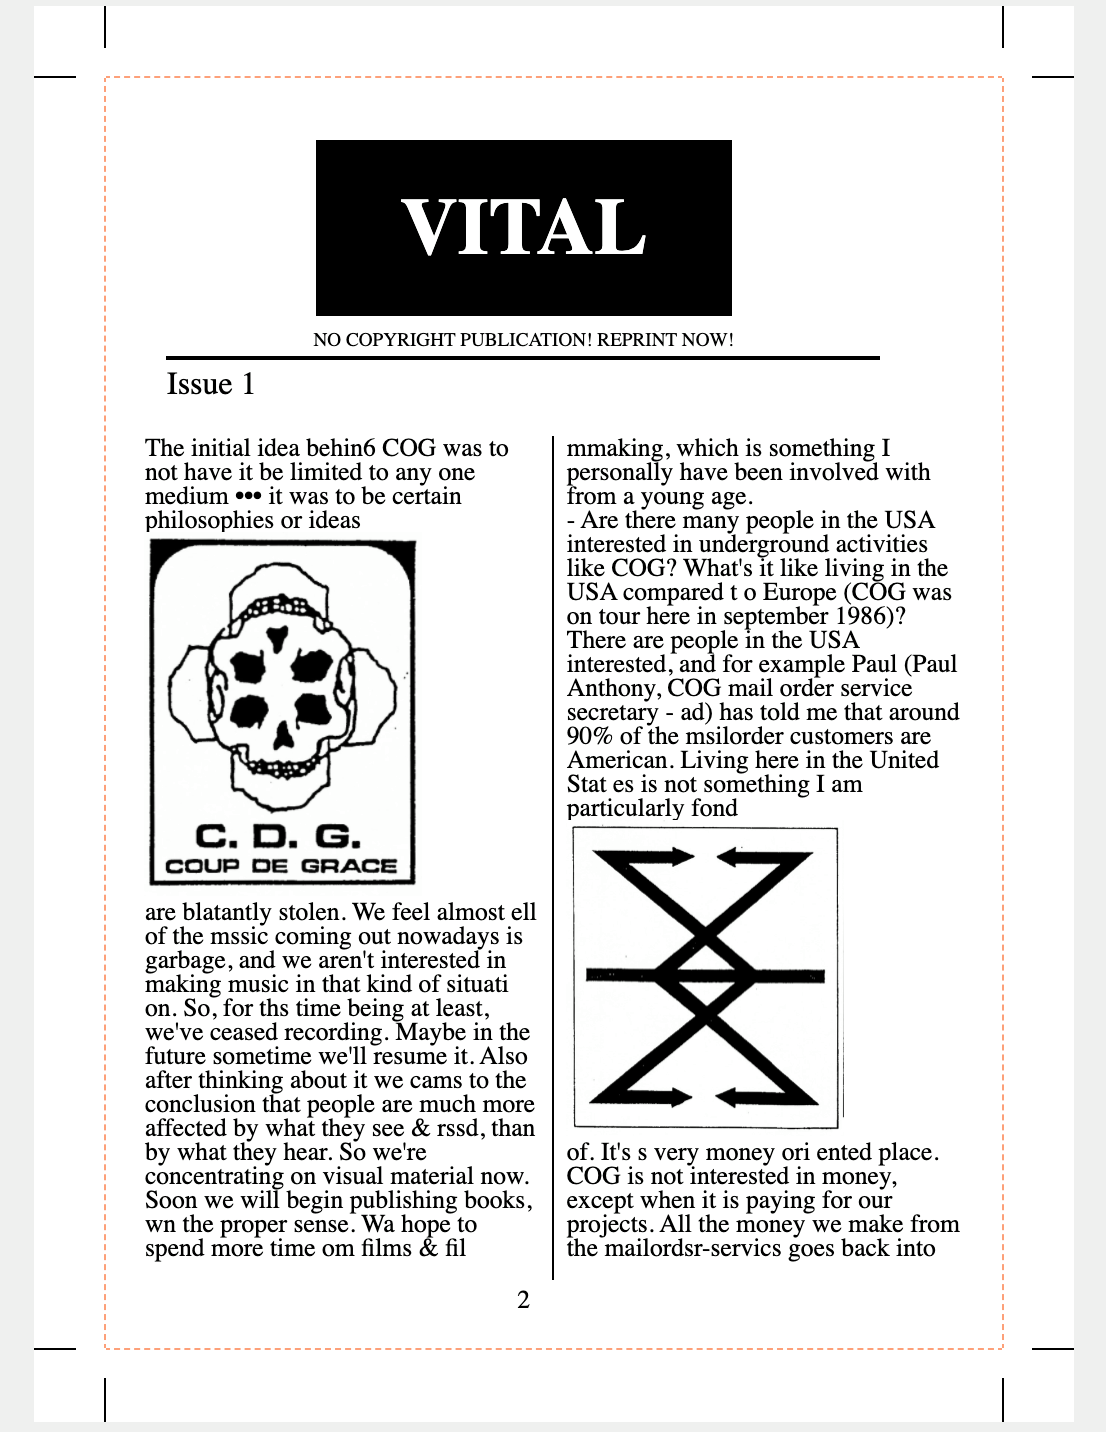 VITAL
NO COPYRIGHT PUBLICATION! REPRINT NOW!
Issue 1
The initial idea behin6 COG was to
not have it be limited to any one
medium ••• it was to be certain
philosophies or ideas
C. D. G.
COUP DE GRACE
are blatantly stolen. We feel almost ell
of the mssic coming out nowadays is
garbage, and we aren't interested in
making music in that kind of situati
on. So, for ths time being at least,
we've ceased recording. Maybe in the
future sometime we'll resume it. Also
after thinking about it we cams to the
conclusion that people are much more
affected by what they see & rssd, than
by what they hear. So we're
concentrating on visual material now.
Soon we will begin publishing books,
wn the proper sense. Wa hope to
spend more time om films & fil
mmaking, which is something I
personally have been involved with
from a young age.
- Are there many people in the USA
interested in underground activities
like COG? What's it like living in the
USA compared t o Europe (COG was
on tour here in september 1986)?
There are people in the USA
interested, and for example Paul (Paul
Anthony, COG mail order service
secretary - ad) has told me that around
90% of the msilorder customers are
American. Living here in the United
Stat es is not something I am
particularly fond
of. It's s very money ori ented place.
COG is not interested in money,
except when it is paying for our
projects. All the money we make from
the mailordsr-servics goes back into
2